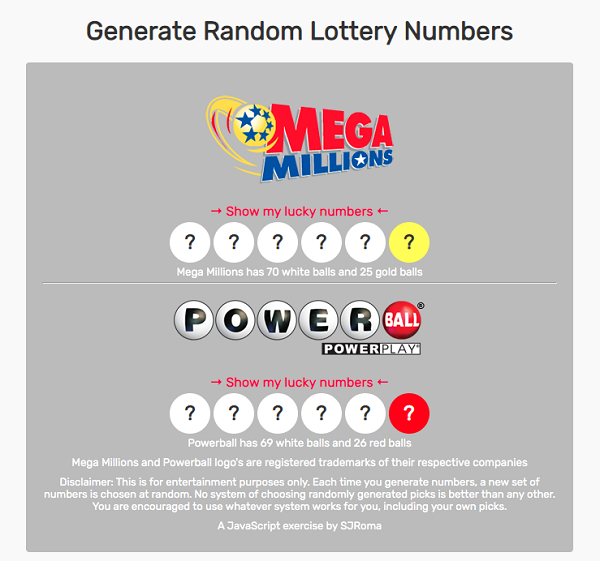 Generate Random Lottery Numbers
MEGA
MILLIONS
→ Show my lucky numbers ←
? ? ? ? ? ?
Mega Millions has 70 white balls and 25 gold balls
POWER BALL®
POWERPLAY®
→ Show my lucky numbers ←
? ? ? ? ? ?
Powerball has 69 white balls and 26 red balls
Mega Millions and Powerball logo's are registered trademarks of their respective companies
Disclaimer: This is for entertainment purposes only. Each time you generate numbers, a new set of
numbers is chosen at random. No system of choosing randomly generated picks is better than any other.
You are encouraged to use whatever system works for you, including your own picks.
A JavaScript exercise by SJRoma